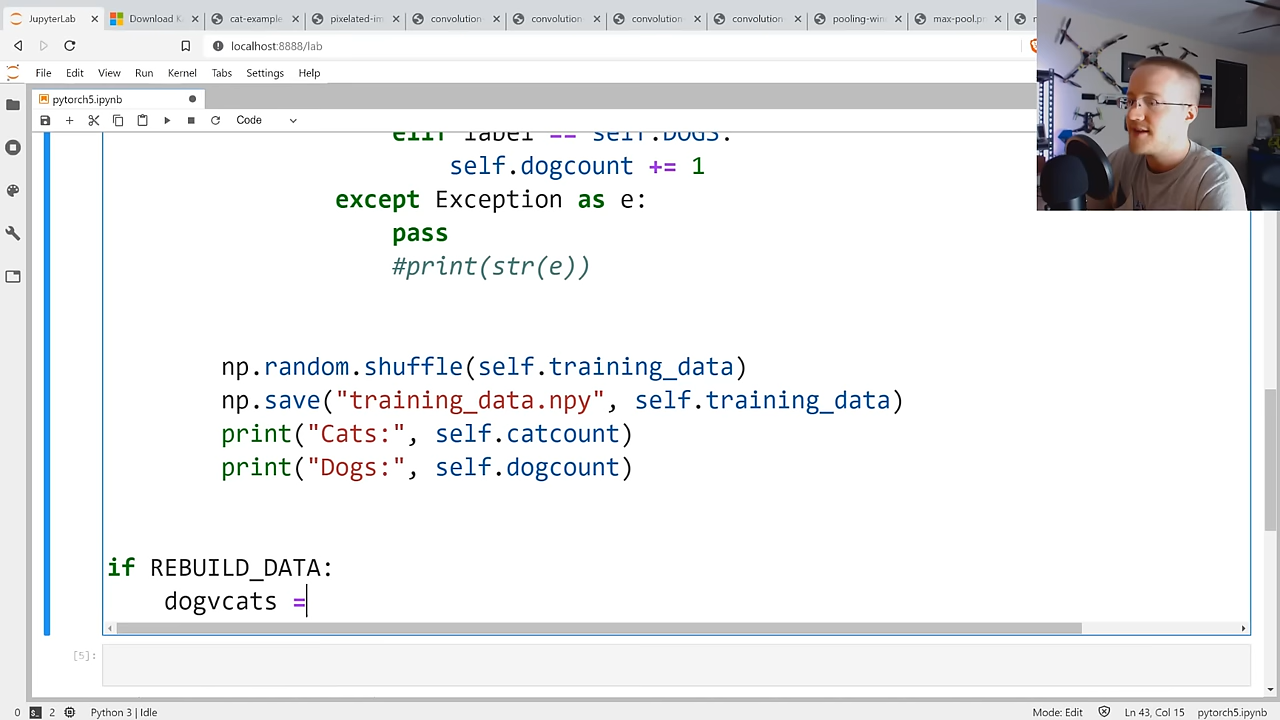 JupyterLab
Download K
cat-example
pixelated-im
convolution
convolution
convolution
convolution
pooling-win
max-pool.p
localhost:8888/lab
File Edit View Run Kernel Tabs Settings Help
pytorch5.ipynb
Code
elif label == self.DOGS:
self.dogcount += 1
except Exception as e:
pass
#print(str(e))
np.random.shuffle(self.training_data)
np.save("training_data.npy", self.training_data)
print("Cats:", self.catcount)
print("Dogs:", self.dogcount)
if REBUILD_DATA:
dogvcats =
[5]:
0 2 Python 3 | Idle Mode: Edit Ln 43, Col 15 pytorch5.ipynb